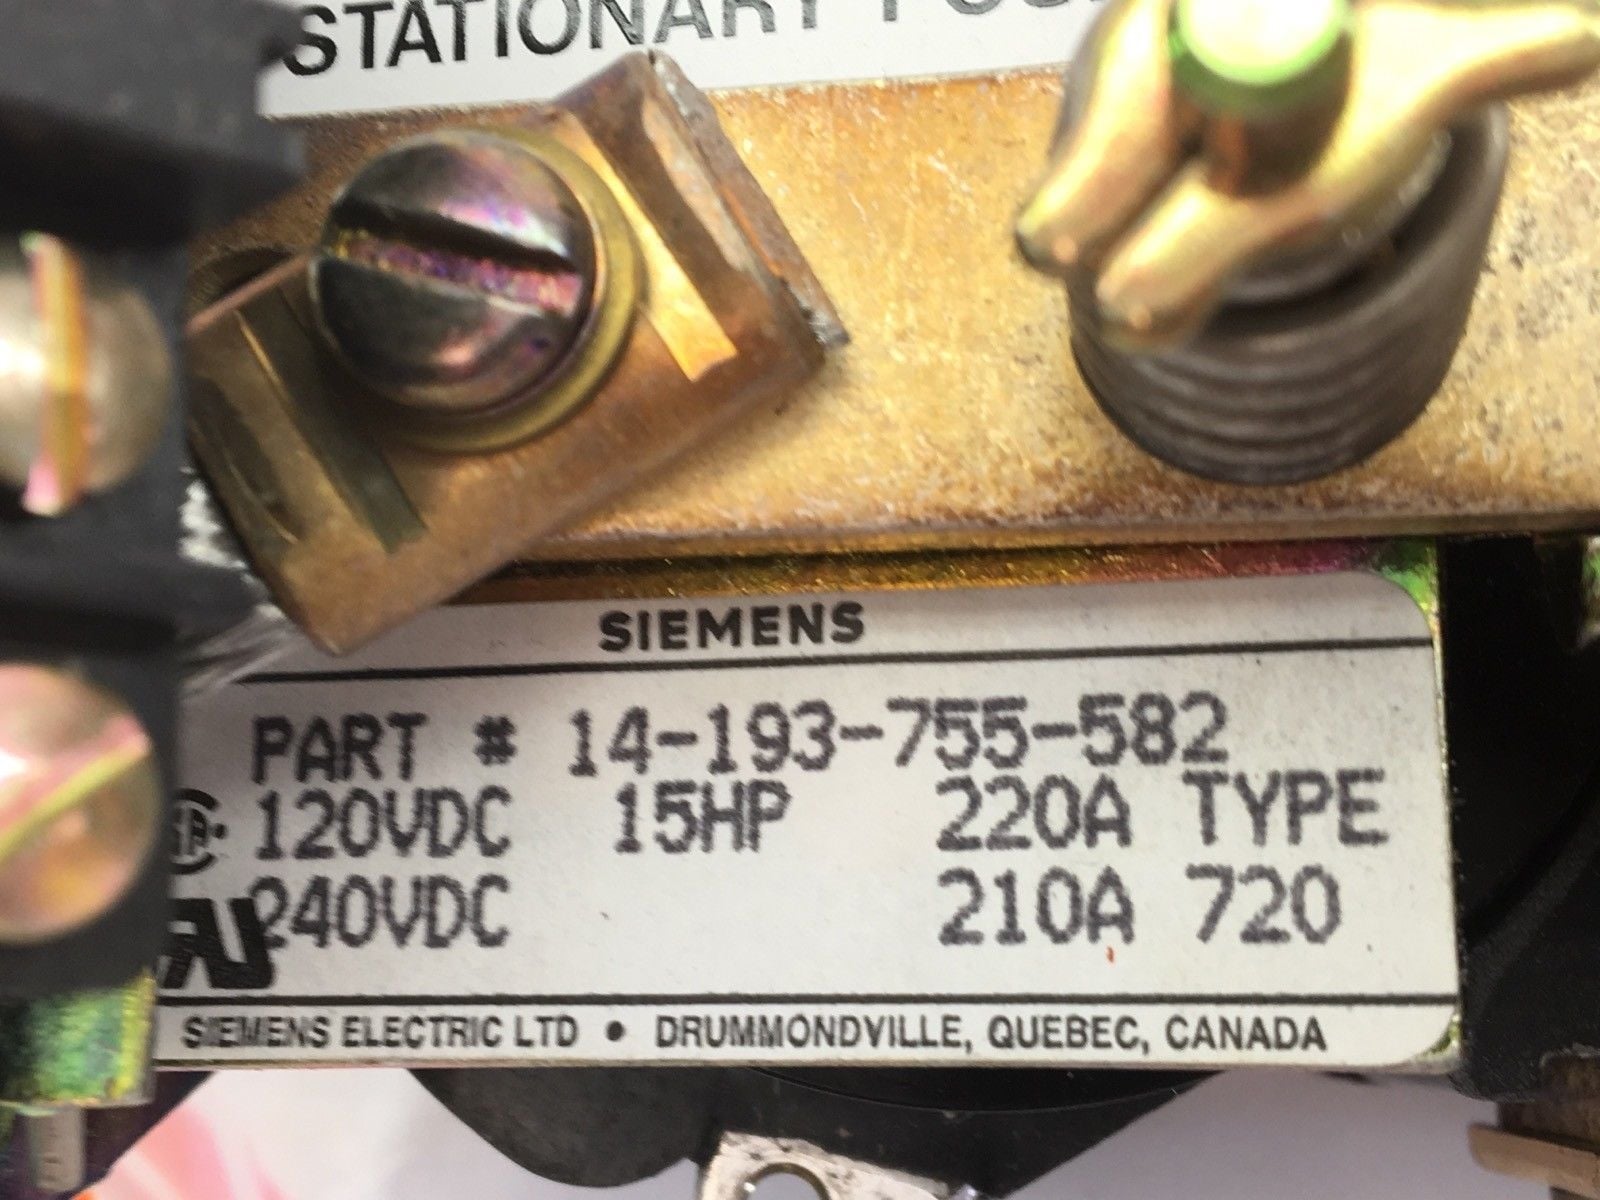 STATIONARY
SIEMENS
PART # 14-193-755-582
120VDC 15HP 220A TYPE
240VDC 210A 720
SIEMENS ELECTRIC LTD • DRUMMONDVILLE, QUEBEC, CANADA